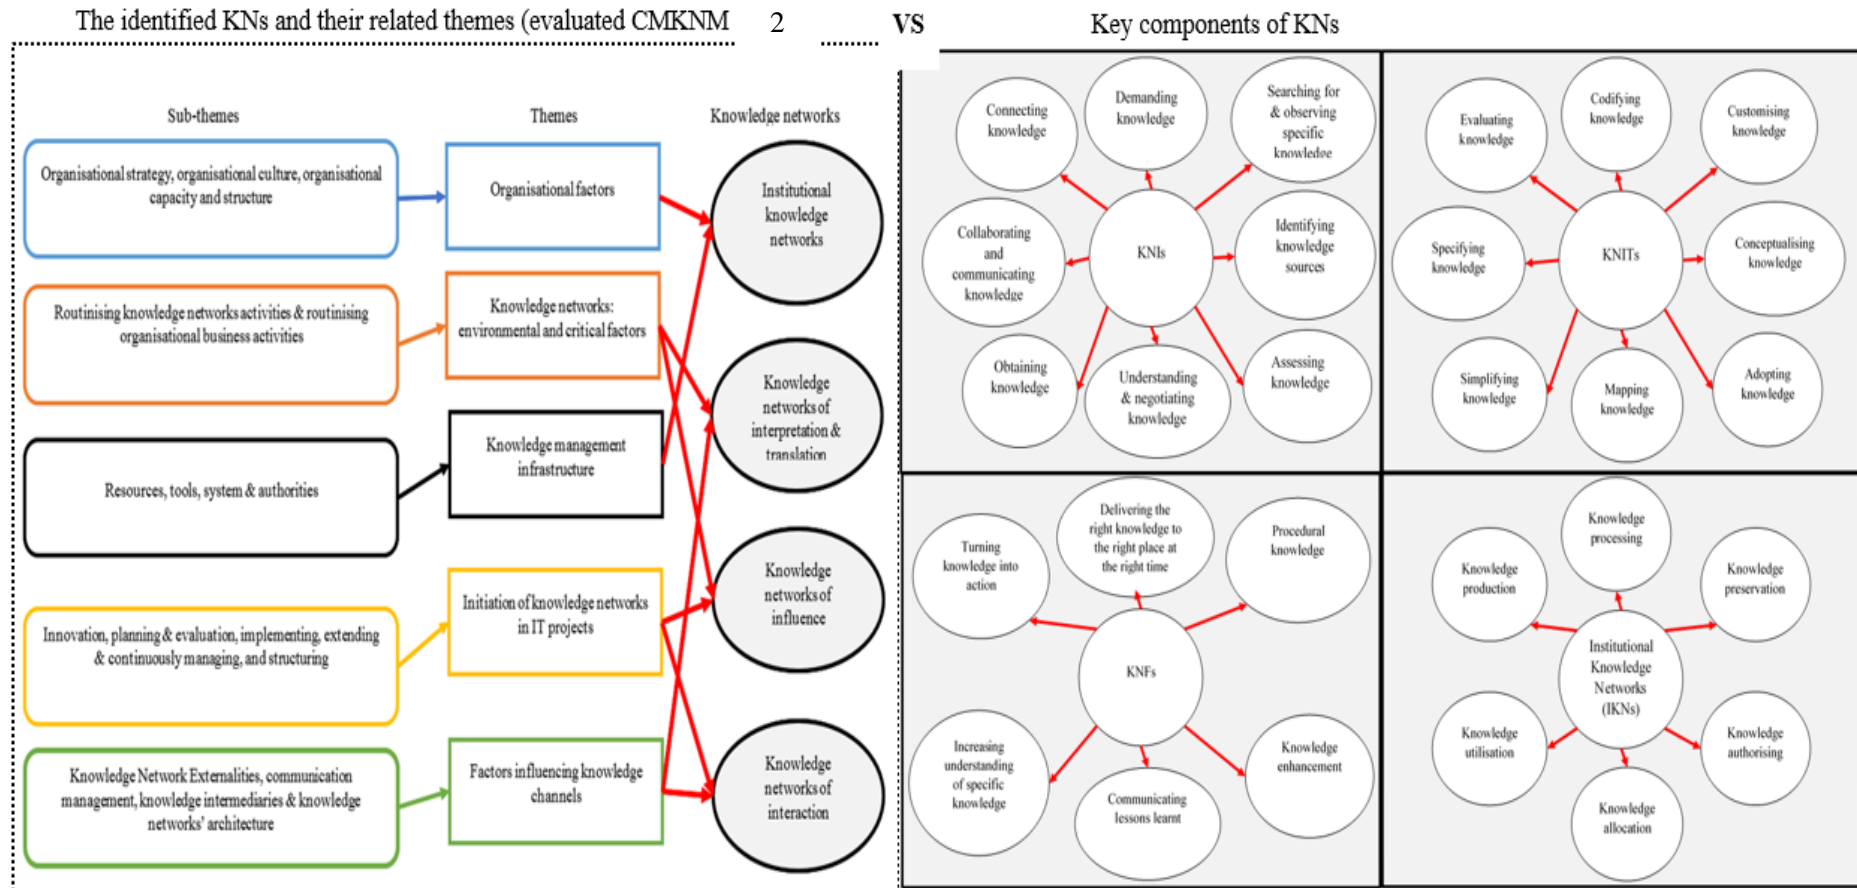 The identified KNs and their related themes (evaluated CMKNM 2
VS
Key components of KNs
Sub-themes
Themes
Knowledge networks
Organisational strategy, organisational culture, organisational
capacity and structure
Organisational factors
Institutional
knowledge
networks
Routinising knowledge networks activities & routinising
organisational business activities
Knowledge networks:
environmental and critical factors
Knowledge
networks of
interpretation &
translation
Resources, tools, system & authorities
Knowledge management
infrastructure
Knowledge
networks of
influence
Innovation, planning & evaluation, implementing, extending
& continuously managing, and structuring
Initiation of knowledge networks
in IT projects
Knowledge
networks of
interaction
Knowledge Network Externalities, communication
management, knowledge intermediaries & knowledge
networks' architecture
Factors influencing knowledge
channels
Connecting
knowledge
Demanding
knowledge
Searching for
& observing
specific
knowledge
Collaborating
and
communicating
knowledge
KNIs
Identifying
knowledge
sources
Obtaining
knowledge
Understanding
& negotiating
knowledge
Assessing
knowledge
Evaluating
knowledge
Codifying
knowledge
Customising
knowledge
Specifying
knowledge
KNITs
Conceptualising
knowledge
Simplifying
knowledge
Mapping
knowledge
Adopting
knowledge
Turning
knowledge into
action
Delivering the
right knowledge to
the right place at
the right time
Procedural
knowledge
KNFs
Increasing
understanding
of specific
knowledge
Communicating
lessons learnt
Knowledge
enhancement
Knowledge
production
Knowledge
processing
Knowledge
preservation
Institutional
Knowledge
Networks
(IKNs)
Knowledge
utilisation
Knowledge
allocation
Knowledge
authorising